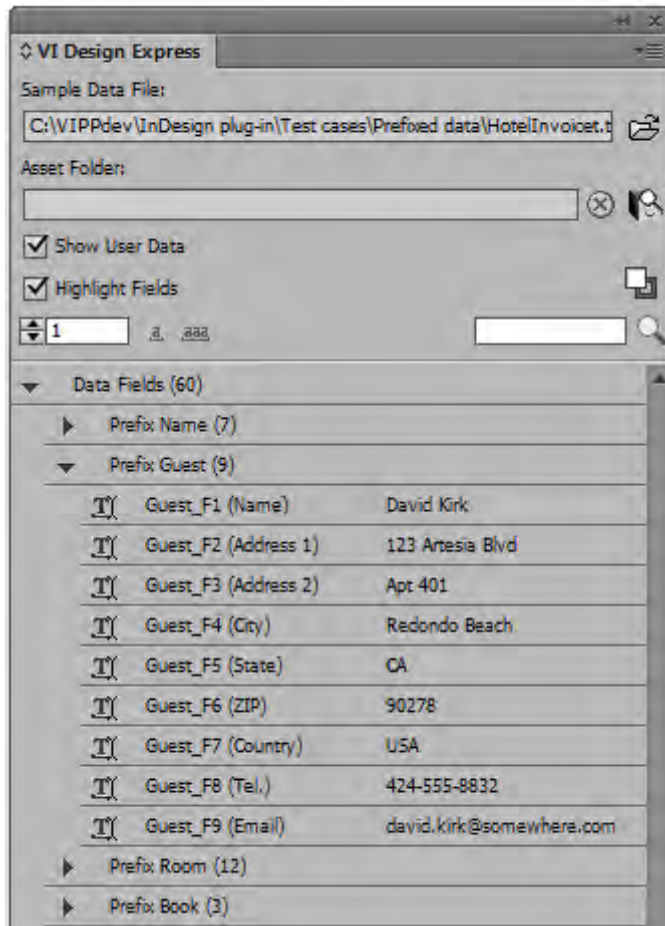 VI Design Express
Sample Data File:
C:\VIPPdev\InDesign plug-in\Test cases\Prefixed data\HotelInvoicet.t
Asset Folder:
Show User Data
Highlight Fields
1 a aaa
Data Fields (60)
Prefix Name (7)
Prefix Guest (9)
Guest_F1 (Name) David Kirk
Guest_F2 (Address 1) 123 Artesia Blvd
Guest_F3 (Address 2) Apt 401
Guest_F4 (City) Redondo Beach
Guest_F5 (State) CA
Guest_F6 (ZIP) 90278
Guest_F7 (Country) USA
Guest_F8 (Tel.) 424-555-8832
Guest_F9 (Email) david.kirk@somewhere.com
Prefix Room (12)
Prefix Book (3)